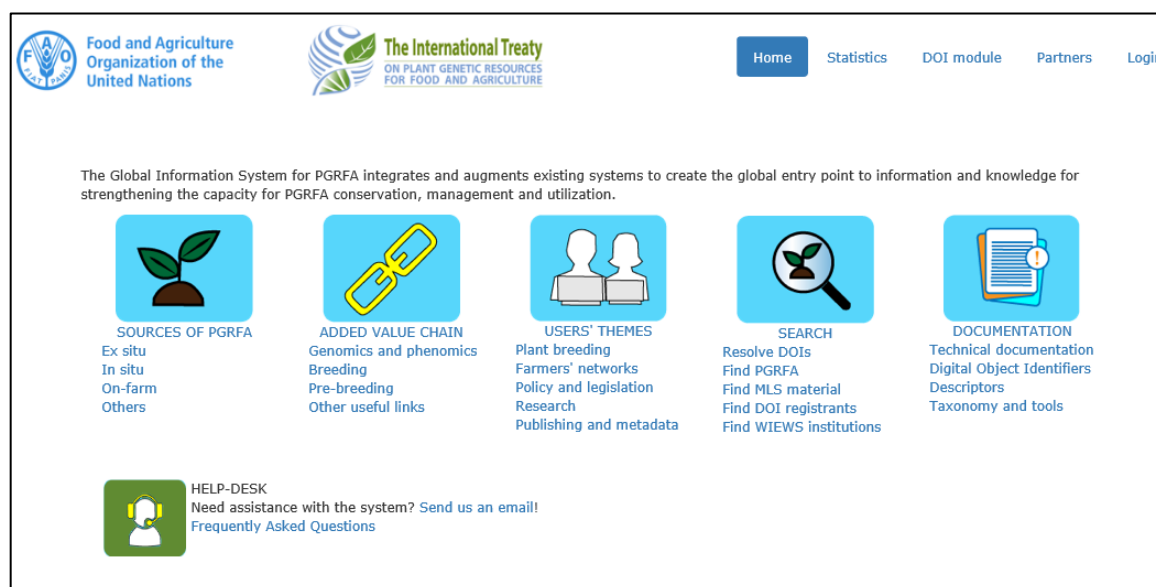 Food and Agriculture
Organization of the
United Nations
F A O
FIAT PANIS
The International Treaty
ON PLANT GENETIC RESOURCES
FOR FOOD AND AGRICULTURE
Home
Statistics
DOI module
Partners
The Global Information System for PGRFA integrates and augments existing systems to create the global entry point to information and knowledge for
strengthening the capacity for PGRFA conservation, management and utilization.
SOURCES OF PGRFA
Ex situ
In situ
On-farm
Others
ADDED VALUE CHAIN
Genomics and phenomics
Breeding
Pre-breeding
Other useful links
USERS' THEMES
Plant breeding
Farmers' networks
Policy and legislation
Research
Publishing and metadata
SEARCH
Resolve DOIs
Find PGRFA
Find MLS material
Find DOI registrants
Find WIEWS institutions
DOCUMENTATION
Technical documentation
Digital Object Identifiers
Descriptors
Taxonomy and tools
HELP-DESK
Need assistance with the system? Send us an email!
Frequently Asked Questions